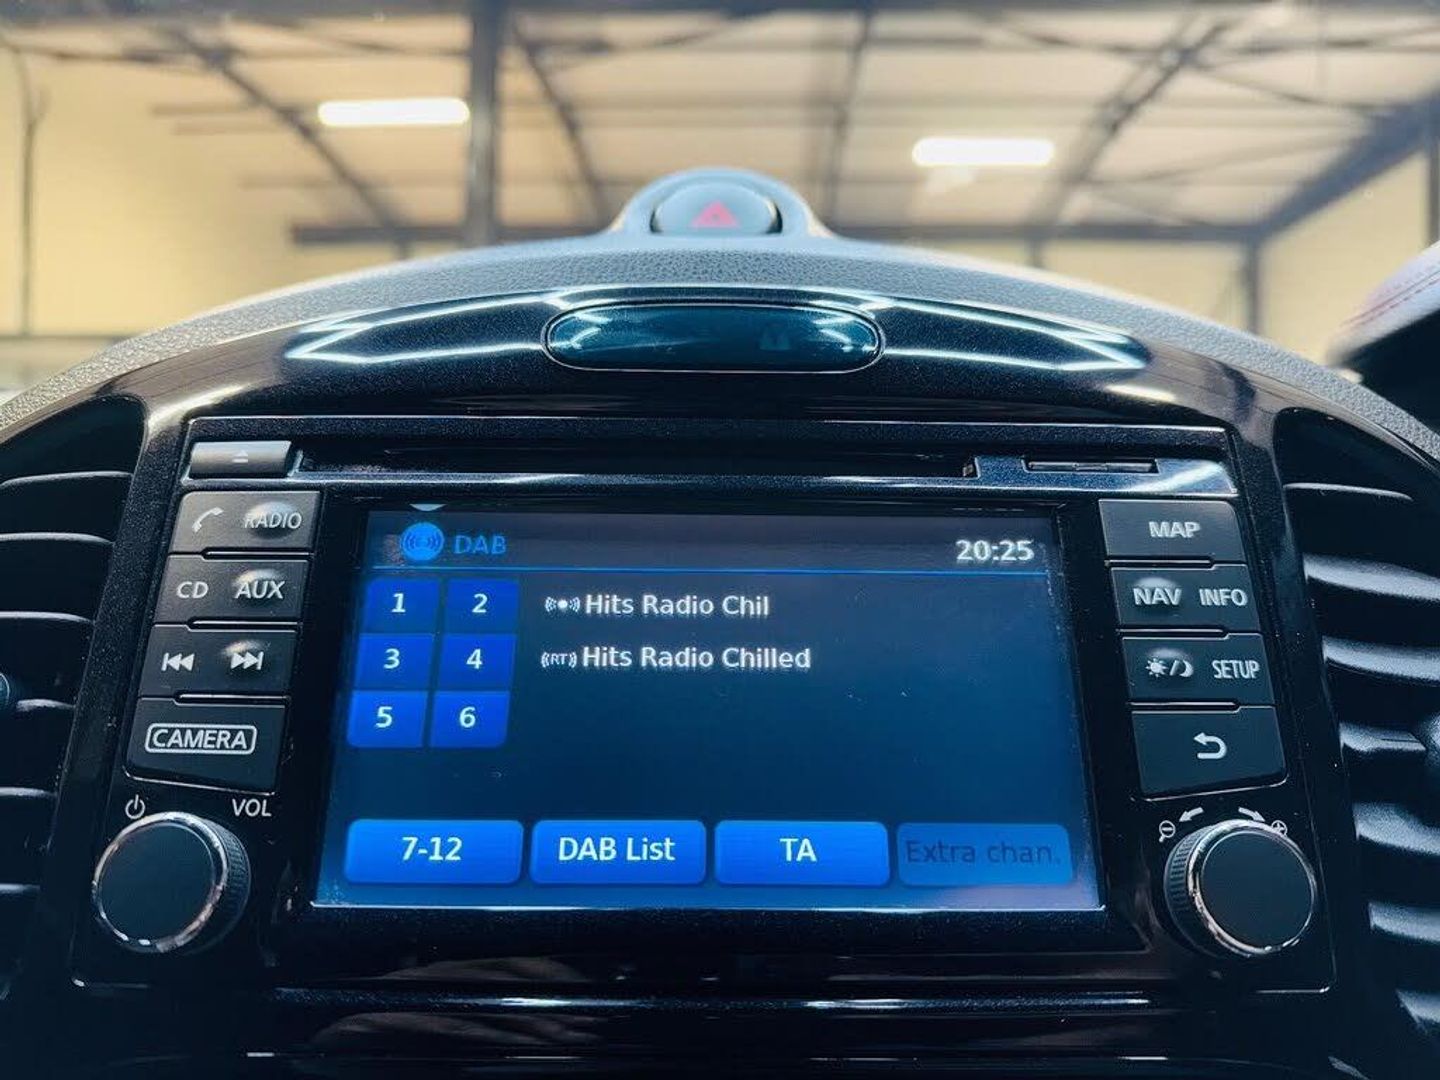 RADIO
CD AUX
CAMERA
VOL
DAB 20:25
1 2 Hits Radio Chil
3 4 (RT) Hits Radio Chilled
5 6
7-12 DAB List TA Extra chan.
MAP
NAV INFO
SETUP